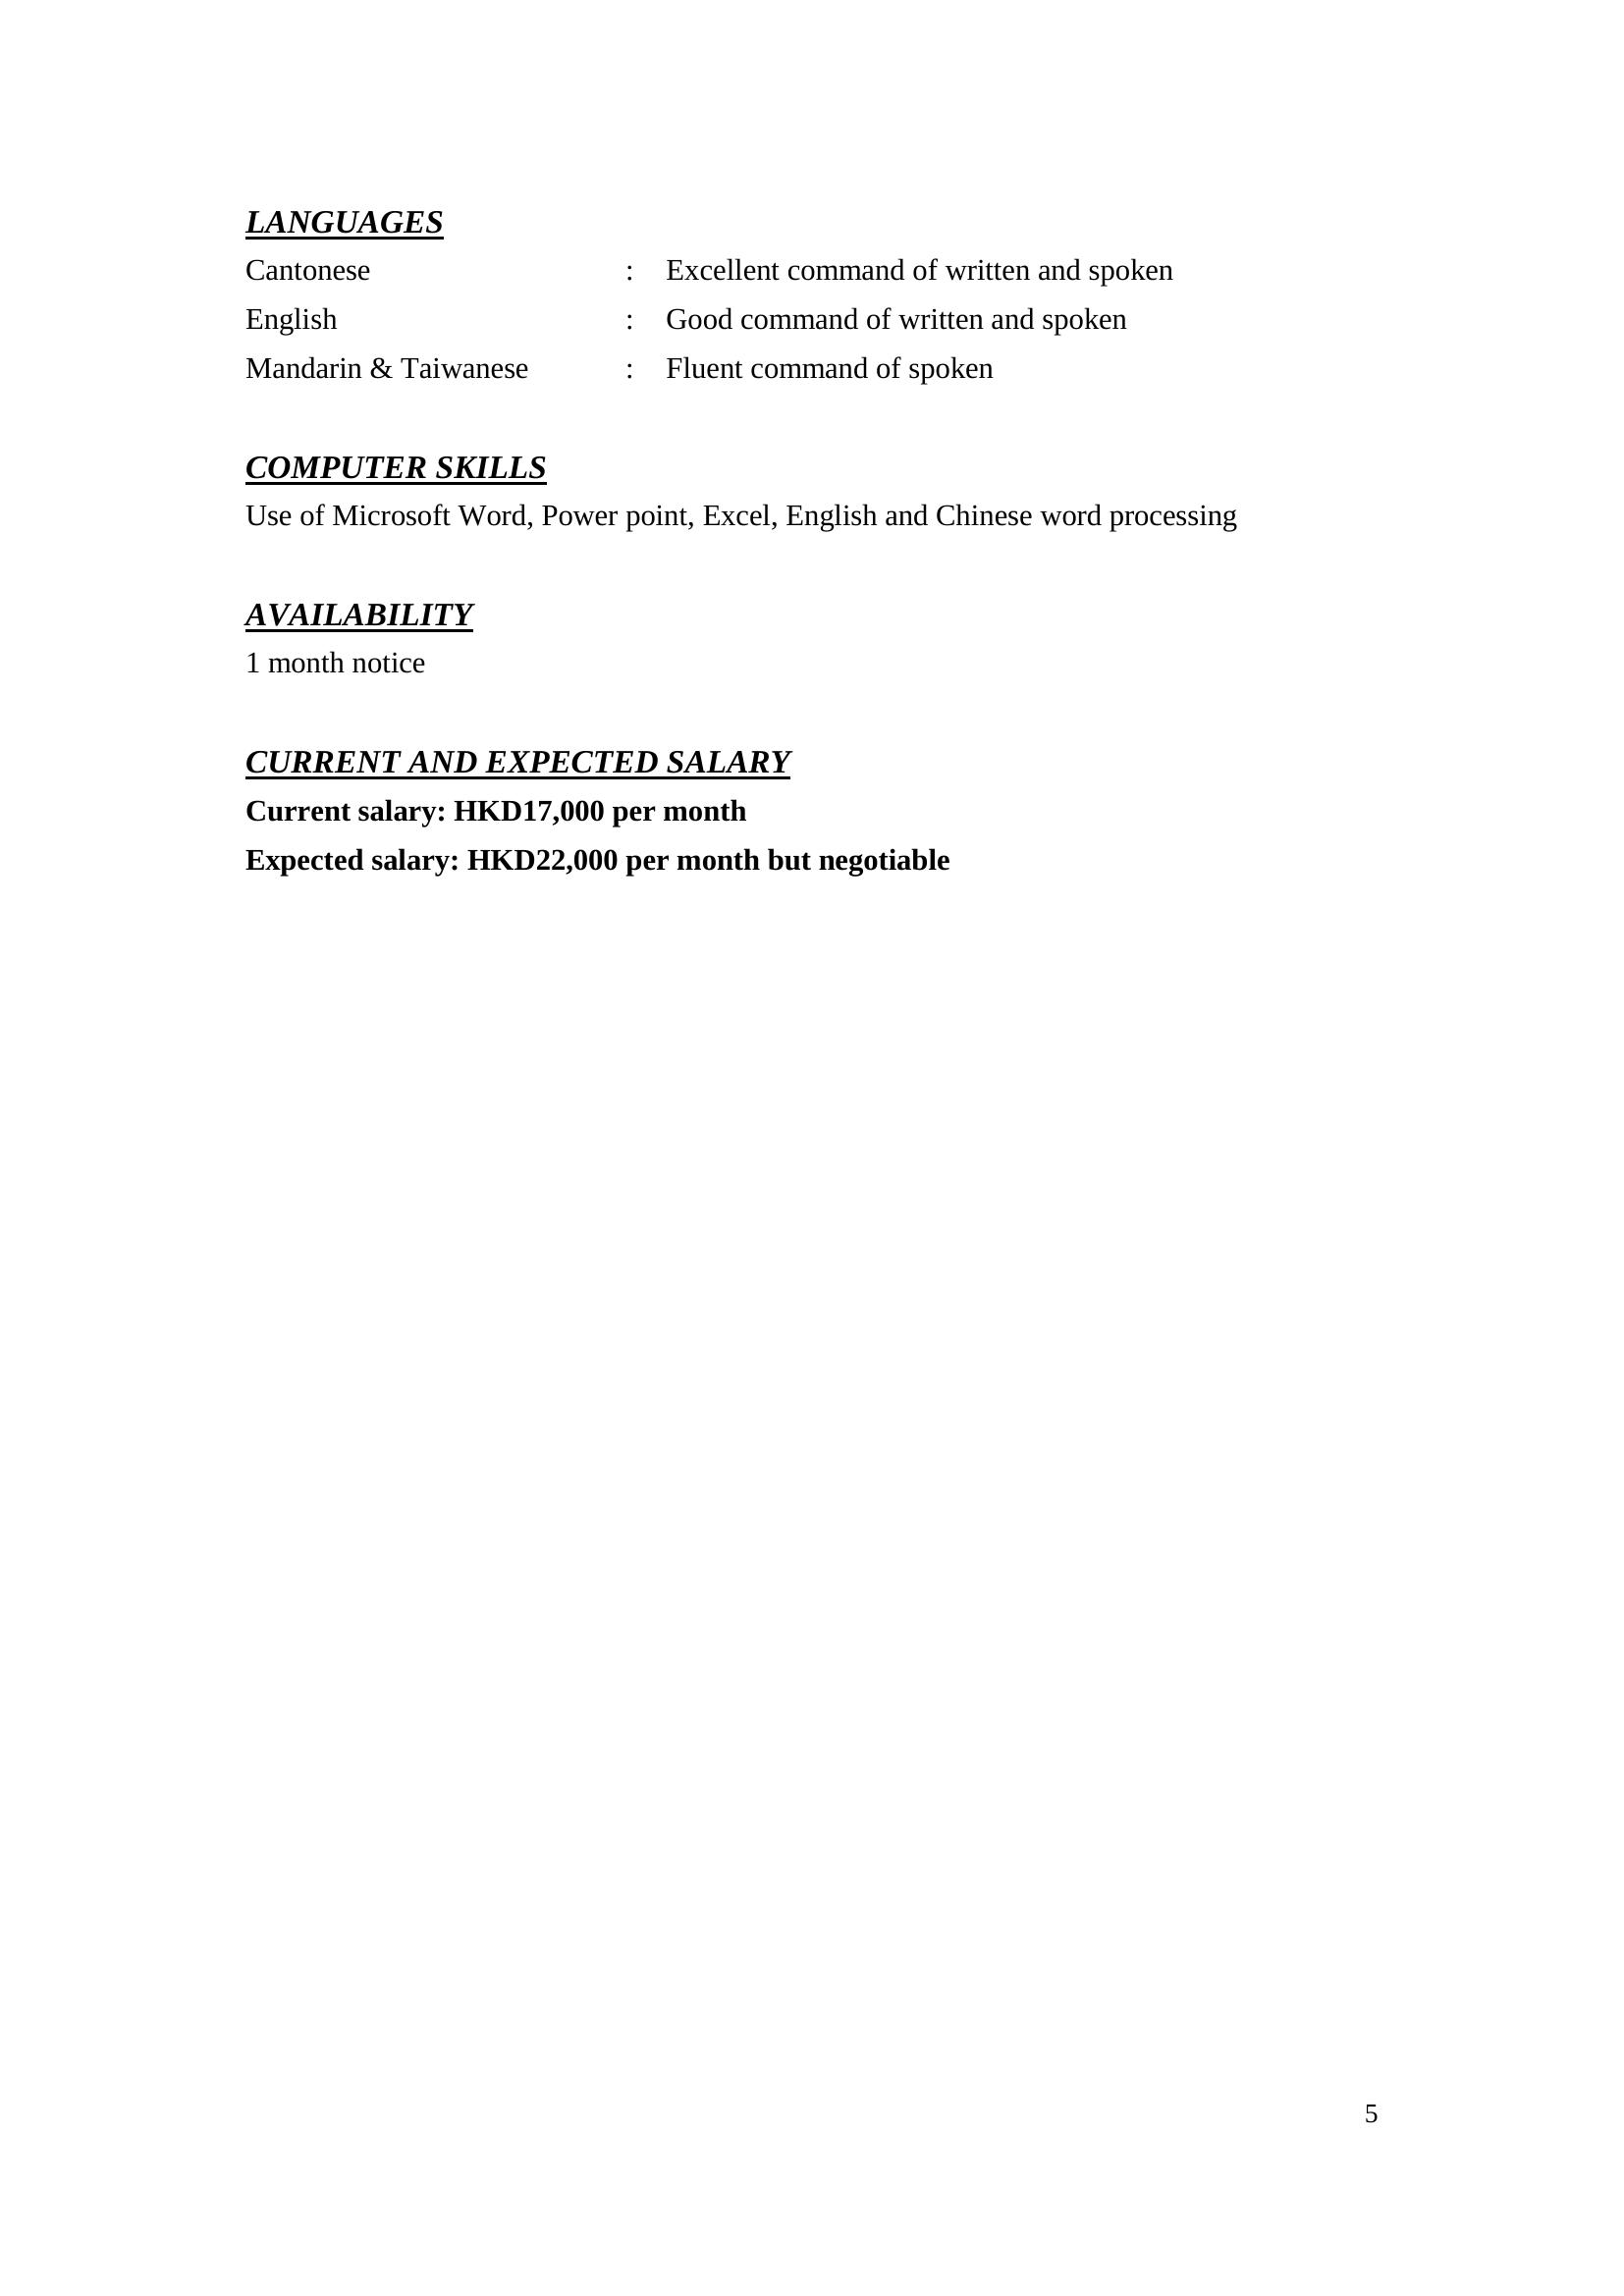 LANGUAGES
Cantonese : Excellent command of written and spoken
English : Good command of written and spoken
Mandarin & Taiwanese : Fluent command of spoken
COMPUTER SKILLS
Use of Microsoft Word, Power point, Excel, English and Chinese word processing
AVAILABILITY
1 month notice
CURRENT AND EXPECTED SALARY
Current salary: HKD17,000 per month
Expected salary: HKD22,000 per month but negotiable
5